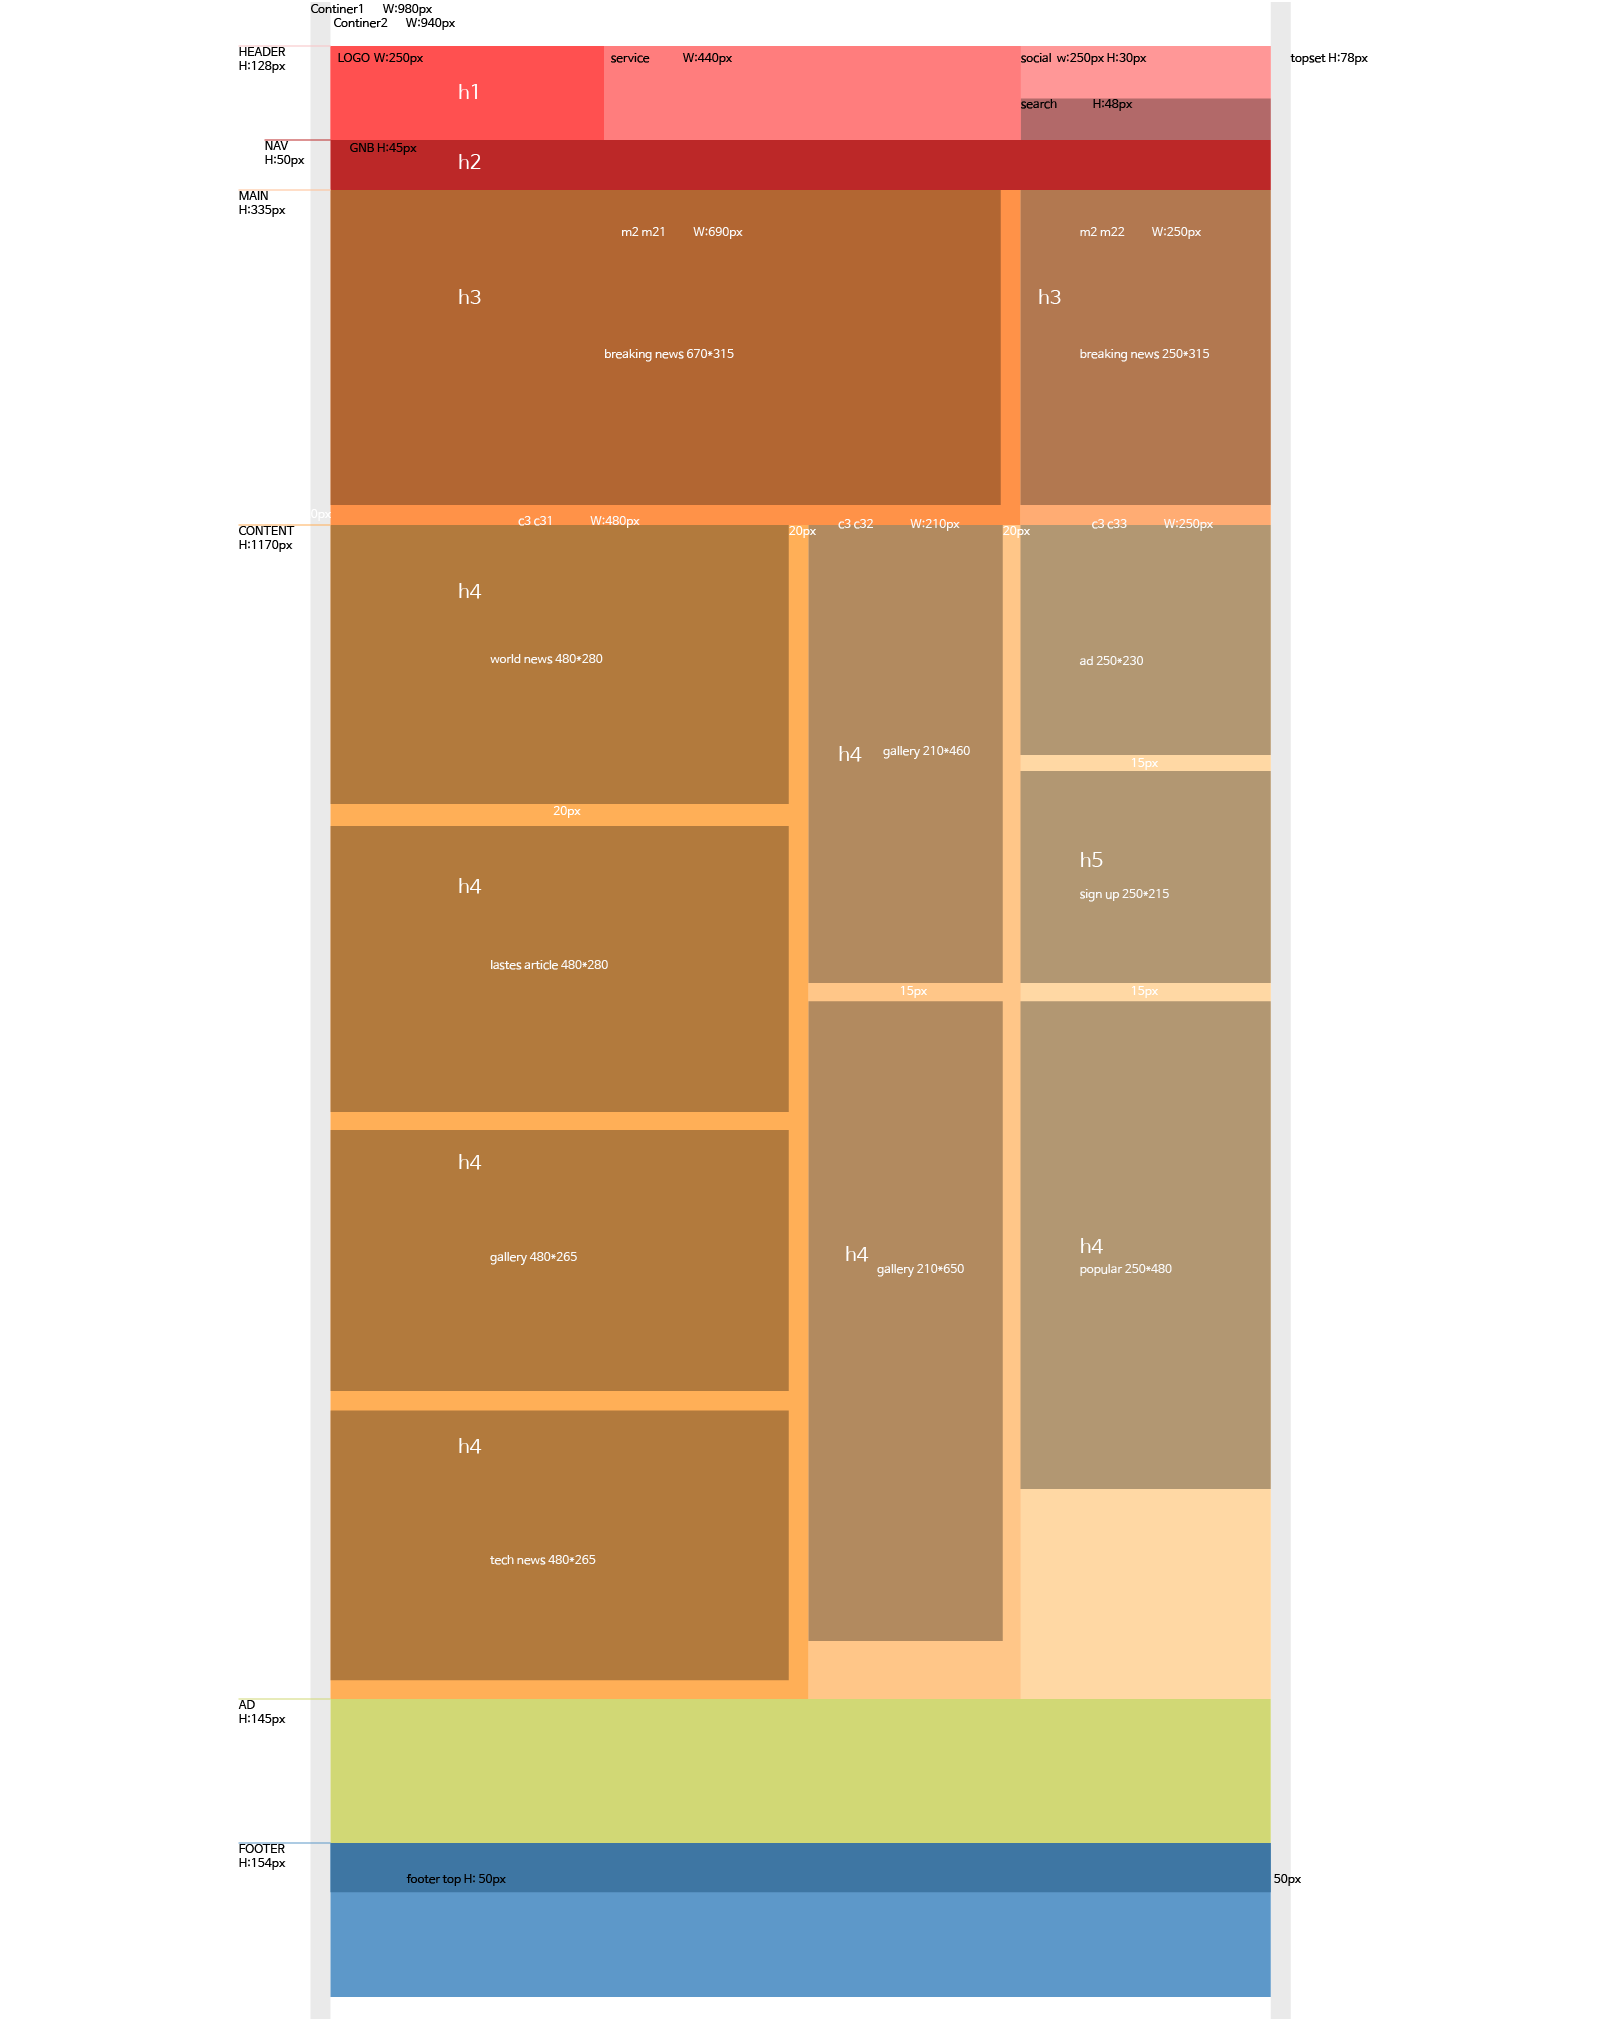 Continer1 W:980px
Continer2 W:940px
HEADER
H:128px
LOGO W:250px
service W:440px
social w:250px H:30px
topset H:78px
h1
search H:48px
NAV
H:50px
GNB H:45px
h2
MAIN
H:335px
m2 m21 W:690px
m2 m22 W:250px
h3
h3
breaking news 670*315
breaking news 250*315
0px
c3 c31 W:480px
c3 c32 W:210px
c3 c33 W:250px
CONTENT
H:1170px
20px
20px
h4
world news 480*280
ad 250*230
h4
gallery 210*460
15px
20px
h5
h4
sign up 250*215
lastes article 480*280
15px
15px
h4
h4
h4
gallery 480*265
gallery 210*650
popular 250*480
h4
tech news 480*265
AD
H:145px
FOOTER
H:154px
footer top H: 50px
50px